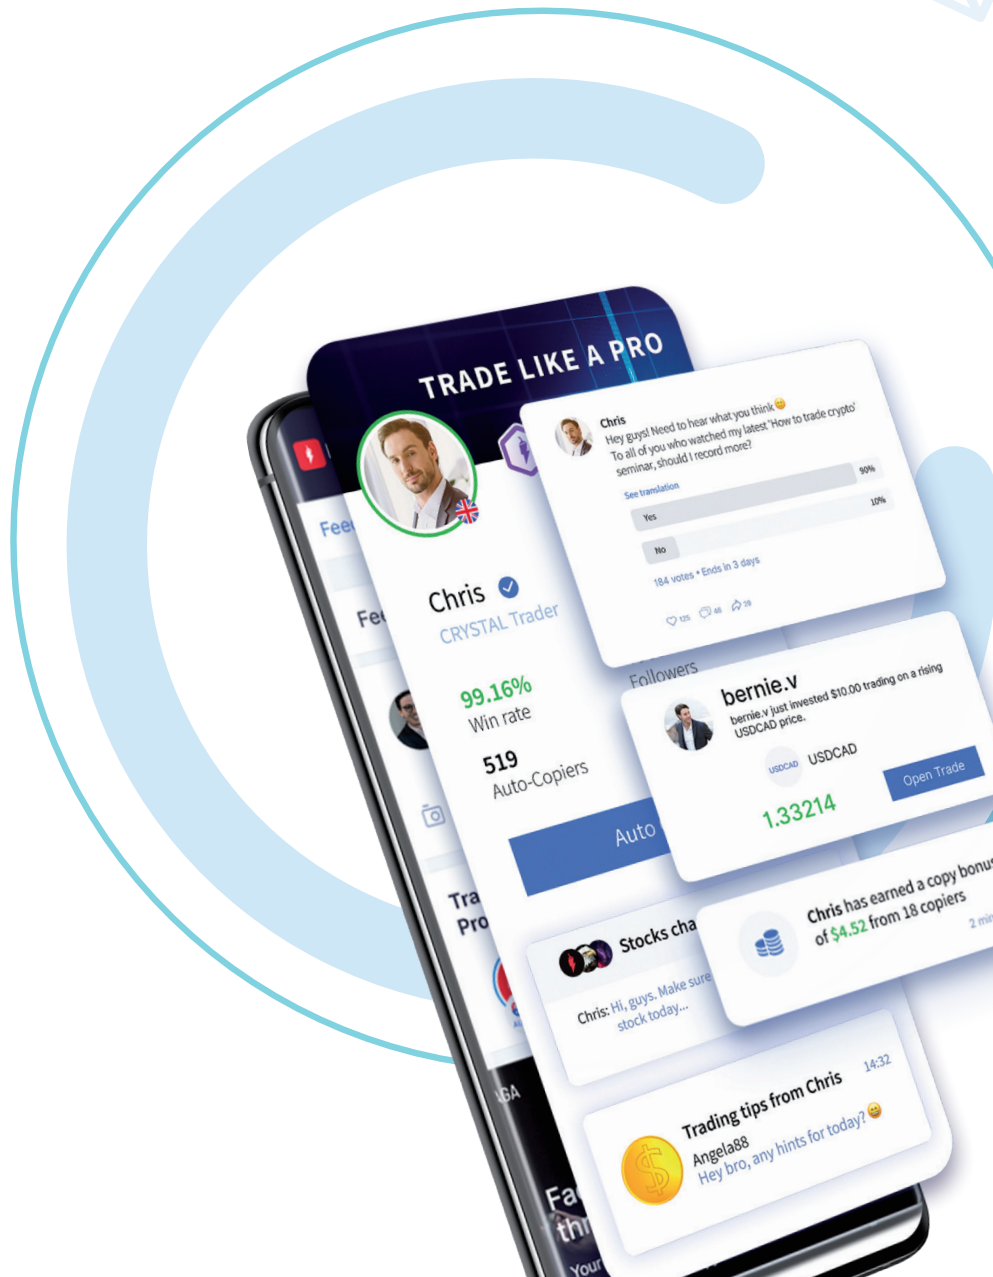 TRADE LIKE A PRO
Chris
Hey guys! Need to hear what you think
To all of you who watched my latest 'How to trade crypto'
seminar, should I record more?
See translation
Yes
90%
No
10%
184 votes • Ends in 3 days
125
46
Chris
CRYSTAL Trader
99.16%
Win rate
519
Auto-Copiers
Followers
Auto
bernie.v
bernie.v just invested $10.00 trading on a rising
USDCAD price.
USDCAD
USDCAD
1.33214
Open Trade
Chris has earned a copy bonus
of $4.52 from 18 copiers
2 min
Stocks cha
Chris: Hi, guys. Make sure
stock today...
Trading tips from Chris
14:32
Angela88
Hey bro, any hints for today?
Tra
Pro
Fa
thr
Your